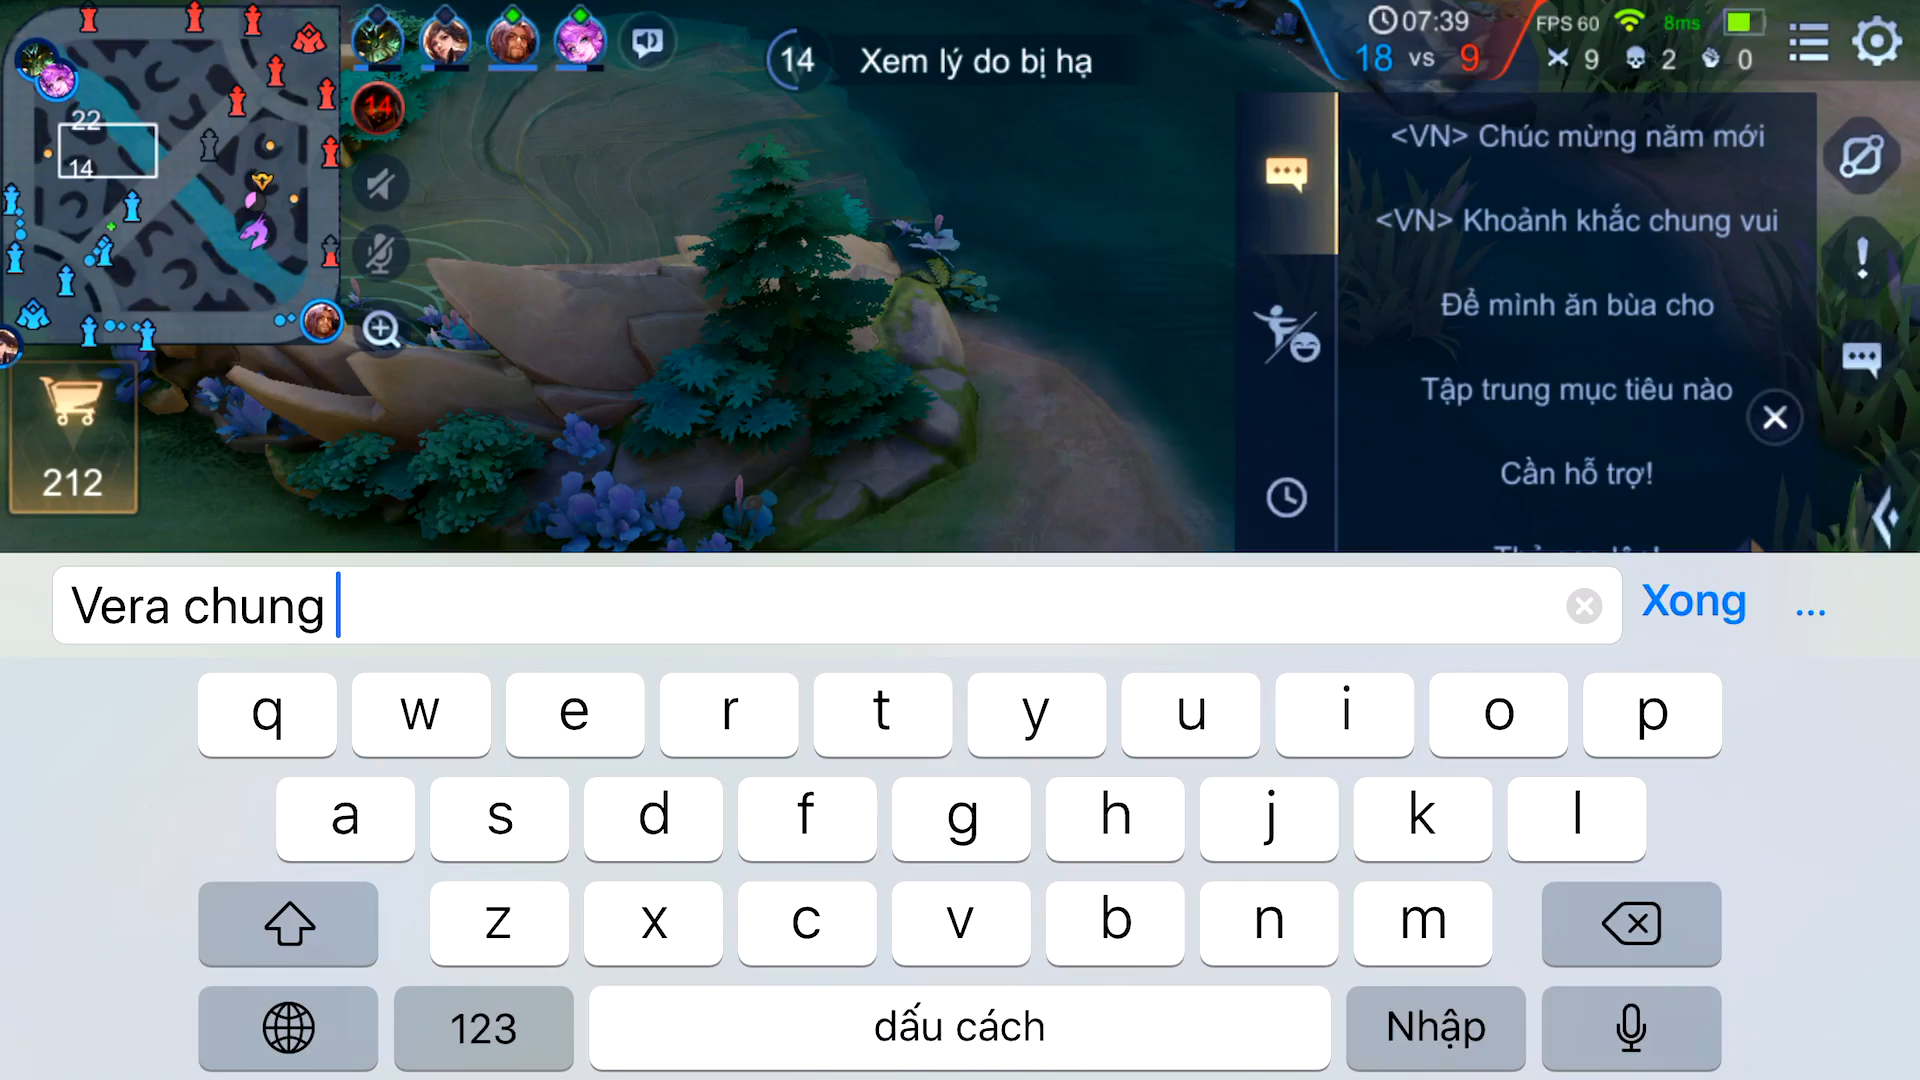 22
14
212
14
14
Xem lý do bị hạ
07:39
18 vs 9
FPS 60
8ms
9
2
0
<VN> Chúc mừng năm mới
<VN> Khoảnh khắc chung vui
Để mình ăn bùa cho
Tập trung mục tiêu nào
Cần hỗ trợ!
Vera chung
Xong
...
q w e r t y u i o p
a s d f g h j k l
z x c v b n m
123
dấu cách
Nhập